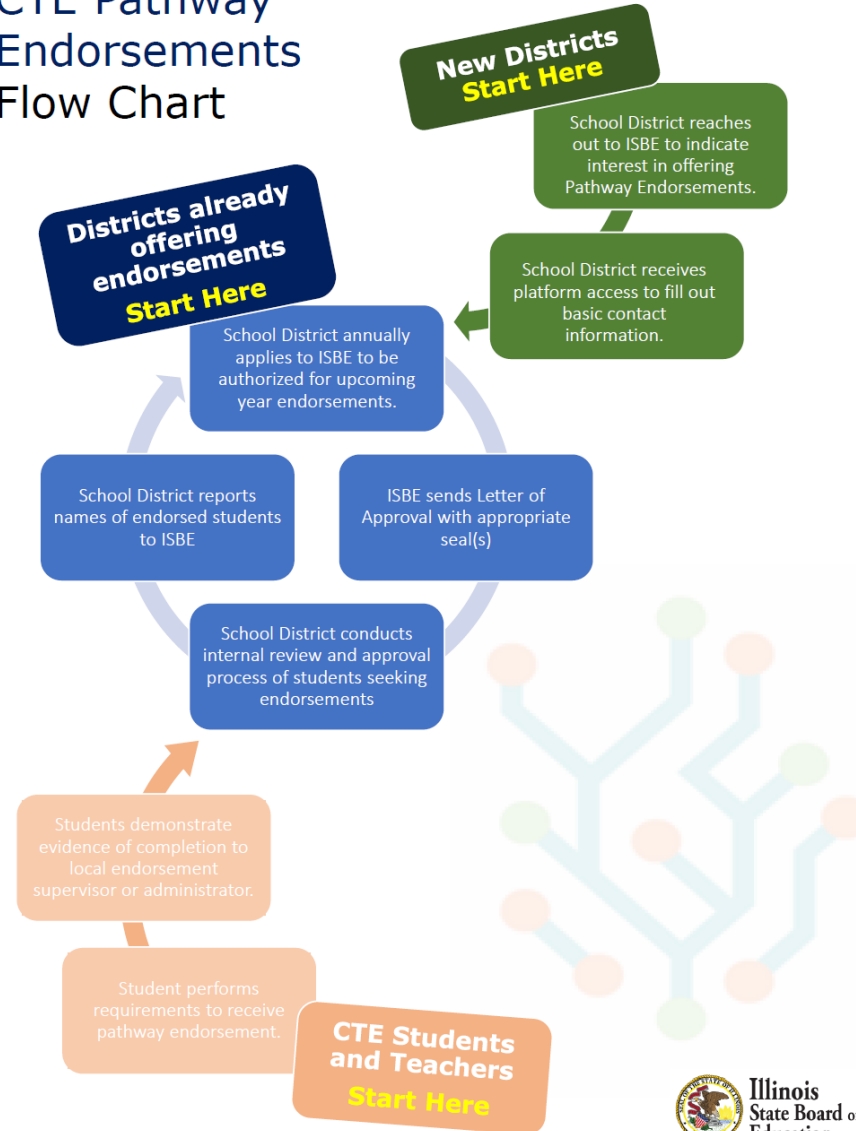 CTE Pathway
Endorsements
Flow Chart
New Districts
Start Here
School District reaches
out to ISBE to indicate
interest in offering
Pathway Endorsements.
School District receives
platform access to fill out
basic contact
information.
Districts already
offering
endorsements
Start Here
School District annually
applies to ISBE to be
authorized for upcoming
year endorsements.
ISBE sends Letter of
Approval with appropriate
seal(s)
School District conducts
internal review and approval
process of students seeking
endorsements
School District reports
names of endorsed students
to ISBE
Students demonstrate
evidence of completion to
local endorsement
supervisor or administrator.
Student performs
requirements to receive
pathway endorsement.
CTE Students
and Teachers
Start Here
Illinois
State Board of
Education